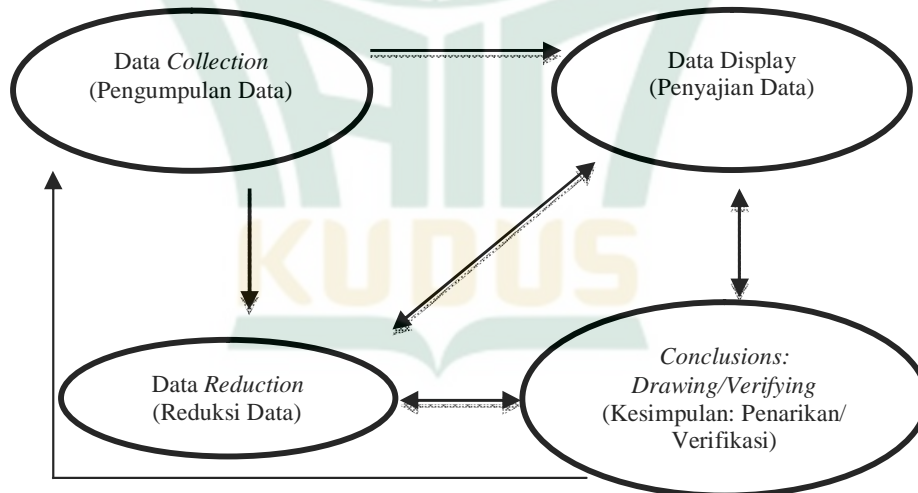 Data Collection
(Pengumpulan Data)
Data Display
(Penyajian Data)
KUDUS
Data Reduction
(Reduksi Data)
Conclusions:
Drawing/Verifying
(Kesimpulan: Penarikan/
Verifikasi)